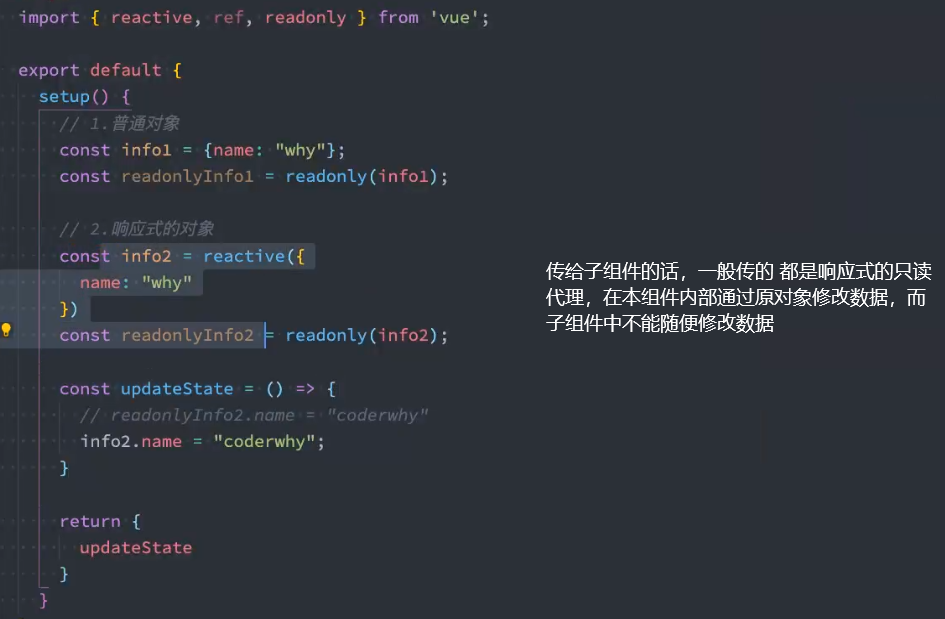 import { reactive, ref, readonly } from 'vue';
export default {
setup() {
// 1.普通对象
const info1 = {name: "why"};
const readonlyInfo1 = readonly(info1);
// 2.响应式的对象
const info2 = reactive({
name: "why"
})
const readonlyInfo2 = readonly(info2);
const updateState = () => {
// readonlyInfo2.name = "coderwhy"
info2.name = "coderwhy";
}
return {
updateState
}
}
传给子组件的话，一般传的 都是响应式的只读
代理，在本组件内部通过原对象修改数据，而
子组件中不能随便修改数据